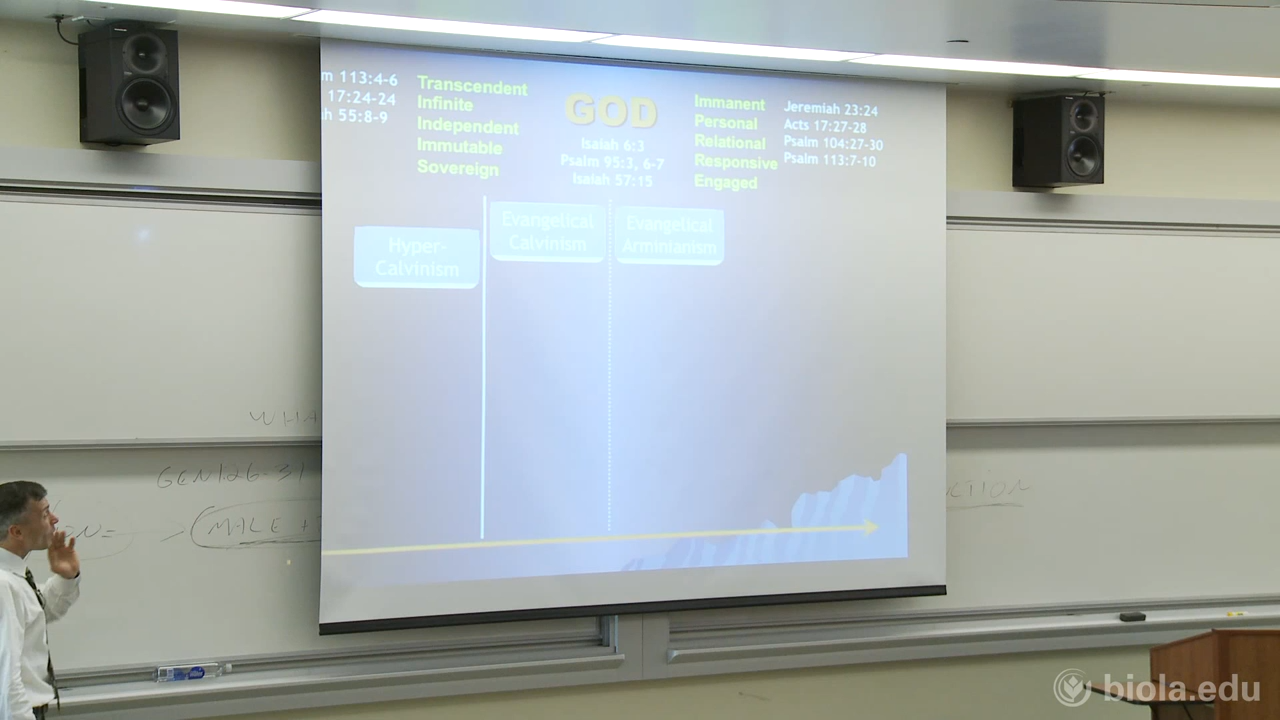 m 113:4-6
17:24-24
h 55:8-9
Transcendent
Infinite
Independent
Immutable
Sovereign
GOD
Isaiah 6:3
Psalm 95:3, 6-7
Isaiah 57:15
Immanent
Personal
Relational
Responsive
Engaged
Jeremiah 23:24
Acts 17:27-28
Psalm 104:27-30
Psalm 113:7-10
Hyper-
Calvinism
Evangelical
Calvinism
Evangelical
Arminianism
WHA
GEN 1:26-31
MALE +
CTION
biola.edu